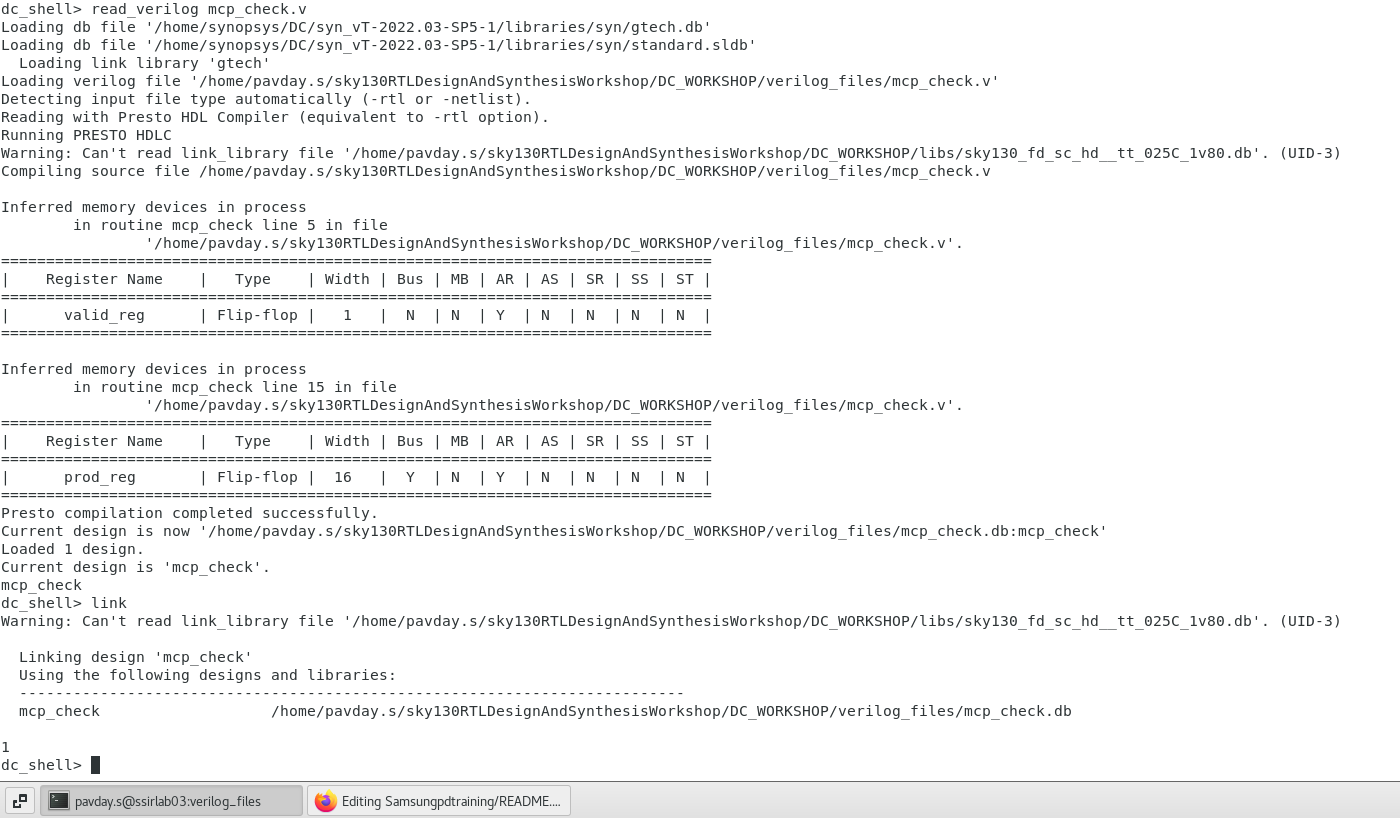 dc_shell> read_verilog mcp_check.v
Loading db file '/home/synopsys/DC/syn_vT-2022.03-SP5-1/libraries/syn/gtech.db'
Loading db file '/home/synopsys/DC/syn_vT-2022.03-SP5-1/libraries/syn/standard.sldb'
  Loading link library 'gtech'
Loading verilog file '/home/pavday.s/sky130RTLDesignAndSynthesisWorkshop/DC_WORKSHOP/verilog_files/mcp_check.v'
Detecting input file type automatically (-rtl or -netlist).
Reading with Presto HDL Compiler (equivalent to -rtl option).
Running PRESTO HDLC
Warning: Can't read link_library file '/home/pavday.s/sky130RTLDesignAndSynthesisWorkshop/DC_WORKSHOP/libs/sky130_fd_sc_hd__tt_025C_1v80.db'. (UID-3)
Compiling source file /home/pavday.s/sky130RTLDesignAndSynthesisWorkshop/DC_WORKSHOP/verilog_files/mcp_check.v

Inferred memory devices in process
        in routine mcp_check line 5 in file
                '/home/pavday.s/sky130RTLDesignAndSynthesisWorkshop/DC_WORKSHOP/verilog_files/mcp_check.v'.
===============================================================================
|    Register Name    |   Type    | Width | Bus | MB | AR | AS | SR | SS | ST |
===============================================================================
|      valid_reg      | Flip-flop |   1   |  N  | N  | Y  | N  | N  | N  | N  |
===============================================================================

Inferred memory devices in process
        in routine mcp_check line 15 in file
                '/home/pavday.s/sky130RTLDesignAndSynthesisWorkshop/DC_WORKSHOP/verilog_files/mcp_check.v'.
===============================================================================
|    Register Name    |   Type    | Width | Bus | MB | AR | AS | SR | SS | ST |
===============================================================================
|      prod_reg       | Flip-flop |  16   |  Y  | N  | Y  | N  | N  | N  | N  |
===============================================================================
Presto compilation completed successfully.
Current design is now '/home/pavday.s/sky130RTLDesignAndSynthesisWorkshop/DC_WORKSHOP/verilog_files/mcp_check.db:mcp_check'
Loaded 1 design.
Current design is 'mcp_check'.
mcp_check
dc_shell> link
Warning: Can't read link_library file '/home/pavday.s/sky130RTLDesignAndSynthesisWorkshop/DC_WORKSHOP/libs/sky130_fd_sc_hd__tt_025C_1v80.db'. (UID-3)

  Linking design 'mcp_check'
  Using the following designs and libraries:
  --------------------------------------------------------------------------
  mcp_check                   /home/pavday.s/sky130RTLDesignAndSynthesisWorkshop/DC_WORKSHOP/verilog_files/mcp_check.db

1
dc_shell>
pavday.s@ssirlab03:verilog_files
Editing Samsungpdtraining/README....